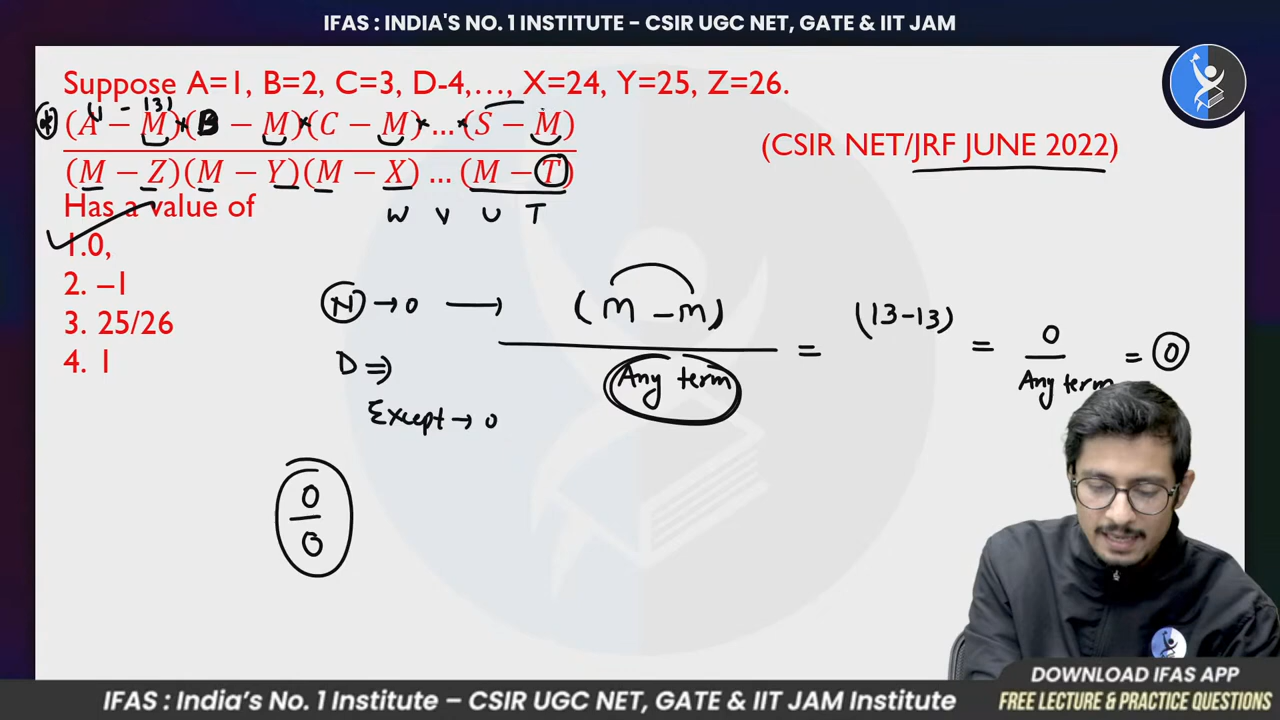 IFAS : INDIA'S NO. 1 INSTITUTE - CSIR UGC NET, GATE & IIT JAM
Suppose A=1, B=2, C=3, D-4,..., X=24, Y=25, Z=26.
(1 - 13)
(A − M)(B − M)(C − M) ... (S − M)
(M − Z)(M − Y)(M − X) ... (M − T)
(CSIR NET/JRF JUNE 2022)
Has a value of
W V U T
1.0,
2. –1
3. 25/26
4. 1
N → 0 ⟶ (M – M) / Any term = (13-13) = 0 / Any term = 0
D ⇒
Except → 0
0
0
DOWNLOAD IFAS APP
FREE LECTURE & PRACTICE QUESTIONS
IFAS : India's No. 1 Institute – CSIR UGC NET, GATE & IIT JAM Institute